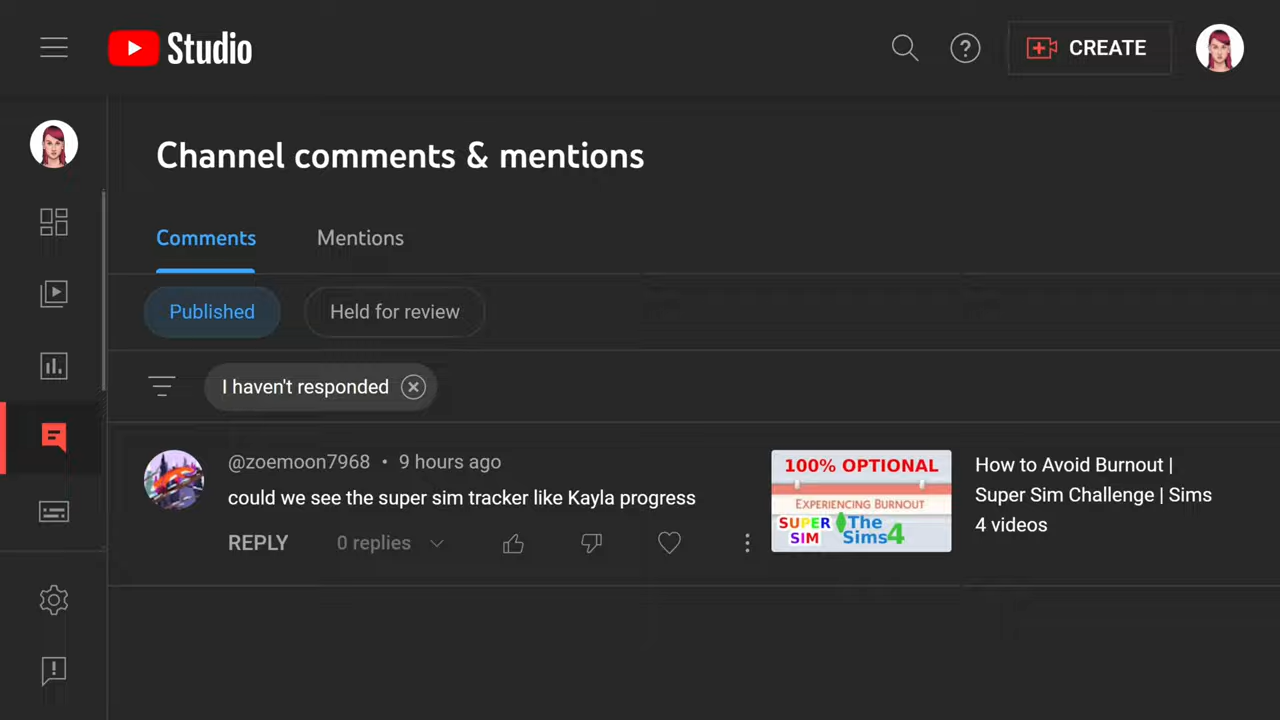 Studio
CREATE
Channel comments & mentions
Comments
Mentions
Published
Held for review
I haven't responded
@zoemoon7968 • 9 hours ago
could we see the super sim tracker like Kayla progress
REPLY
0 replies
100% OPTIONAL
EXPERIENCING BURNOUT
SUPER
SIM
The
Sims 4
How to Avoid Burnout |
Super Sim Challenge | Sims
4 videos